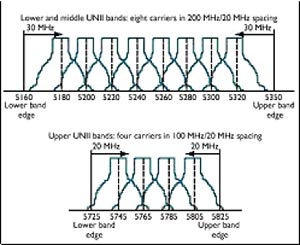 Lower and middle UNII bands: eight carriers in 200 MHz/20 MHz spacing
30 MHz 30 MHz
5160 5180 5200 5220 5240 5260 5280 5300 5320 5350
Lower band edge
Upper band edge
Upper UNII bands: four carriers in 100 MHz/20 MHz spacing
20 MHz 20 MHz
5725 5745 5765 5785 5805 5825
Lower band edge
Upper band edge